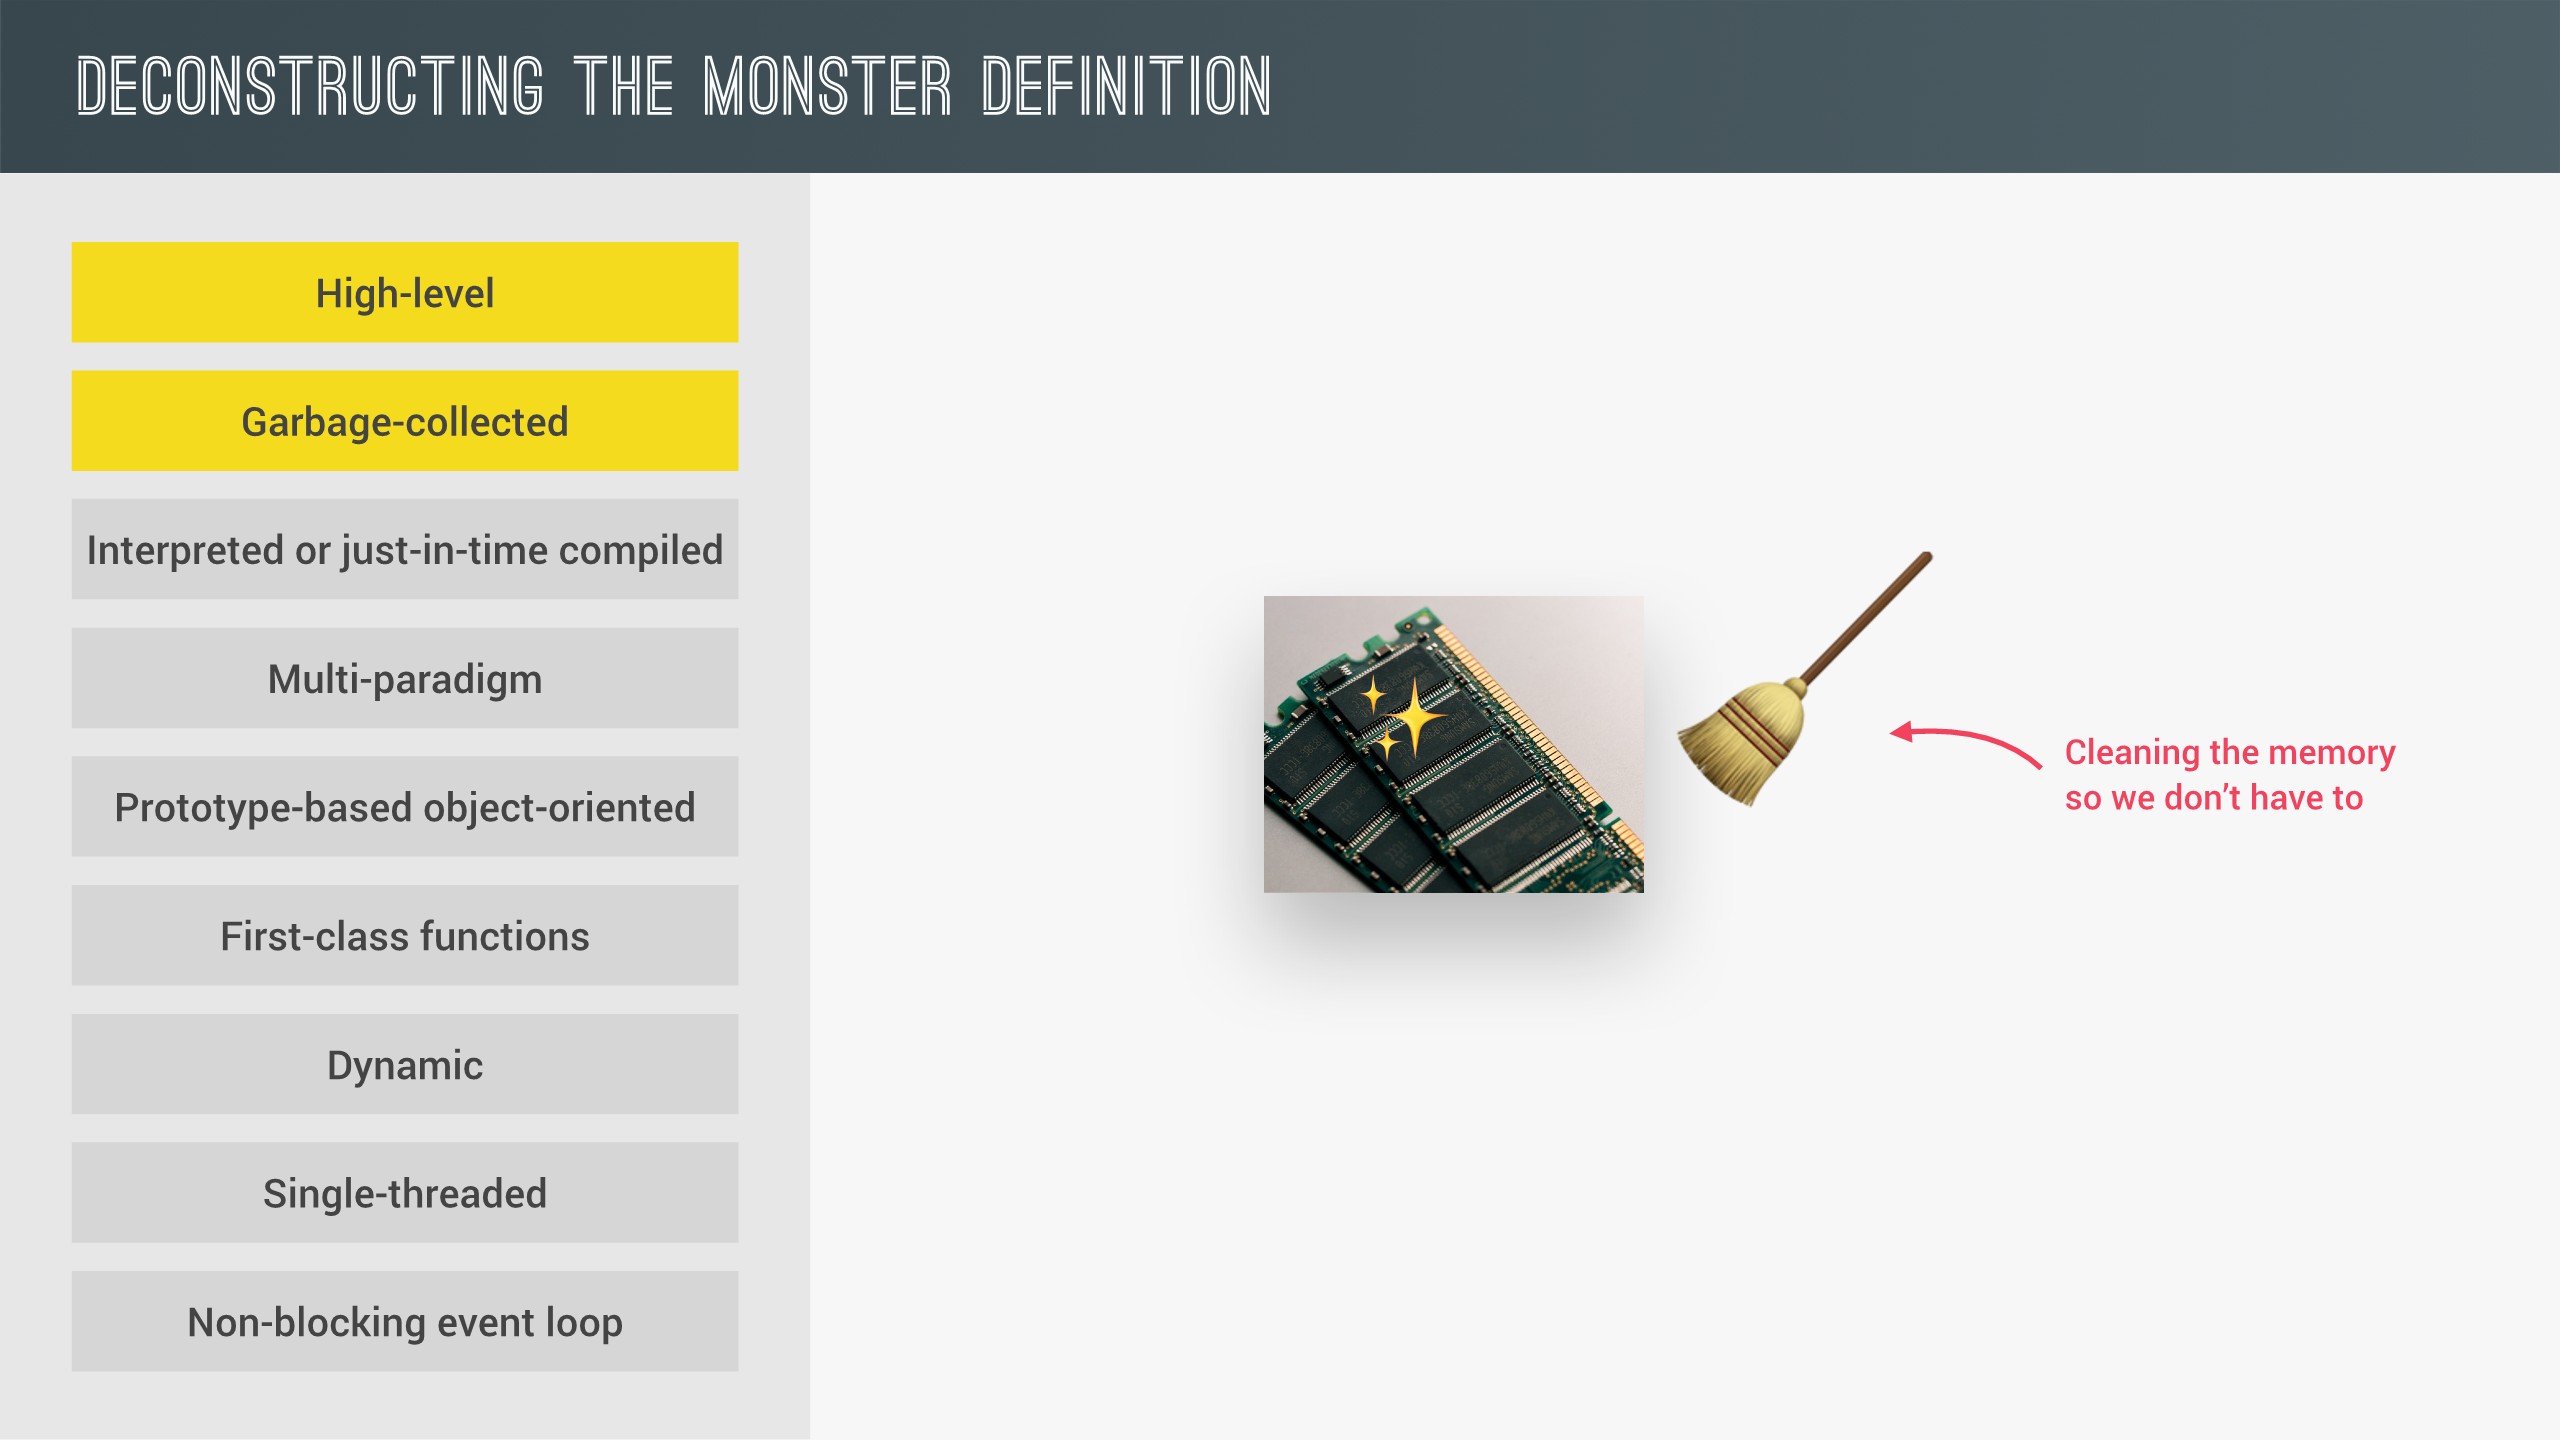 DECONSTRUCTING THE MONSTER DEFINITION
High-level
Garbage-collected
Interpreted or just-in-time compiled
Multi-paradigm
Prototype-based object-oriented
First-class functions
Dynamic
Single-threaded
Non-blocking event loop
Cleaning the memory
so we don’t have to